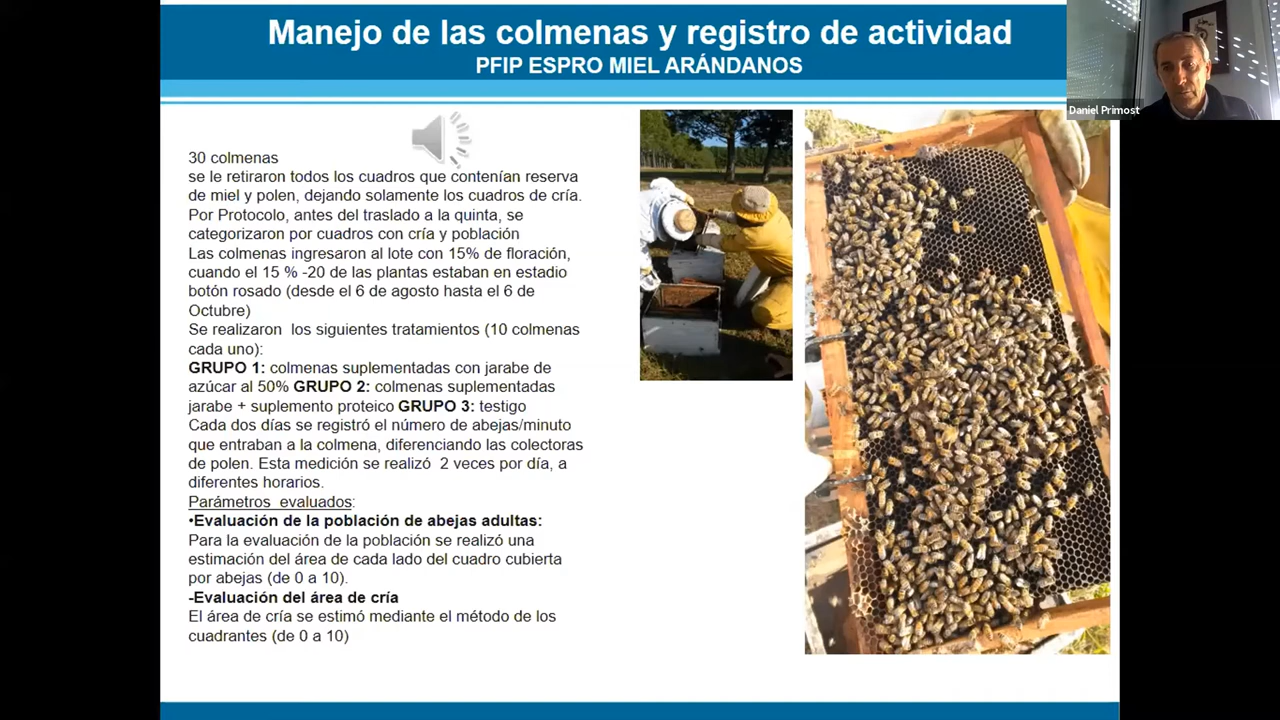 Manejo de las colmenas y registro de actividad
PFIP ESPRO MIEL ARÁNDANOS
Daniel Primost
30 colmenas
se le retiraron todos los cuadros que contenían reserva
de miel y polen, dejando solamente los cuadros de cría.
Por Protocolo, antes del traslado a la quinta, se
categorizaron por cuadros con cría y población
Las colmenas ingresaron al lote con 15% de floración,
cuando el 15 % -20 de las plantas estaban en estadio
botón rosado (desde el 6 de agosto hasta el 6 de
Octubre)
Se realizaron los siguientes tratamientos (10 colmenas
cada uno):
GRUPO 1: colmenas suplementadas con jarabe de
azúcar al 50% GRUPO 2: colmenas suplementadas
jarabe + suplemento proteico GRUPO 3: testigo
Cada dos días se registró el número de abejas/minuto
que entraban a la colmena, diferenciando las colectoras
de polen. Esta medición se realizó 2 veces por día, a
diferentes horarios.
Parámetros evaluados:
•Evaluación de la población de abejas adultas:
Para la evaluación de la población se realizó una
estimación del área de cada lado del cuadro cubierta
por abejas (de 0 a 10).
-Evaluación del área de cría
El área de cría se estimó mediante el método de los
cuadrantes (de 0 a 10)